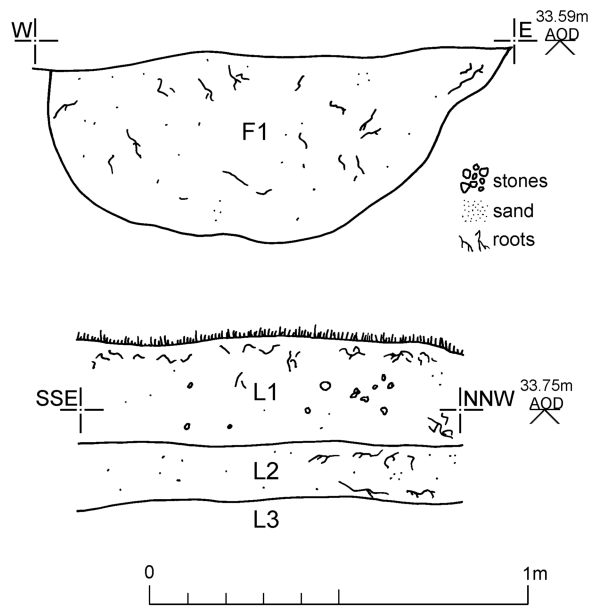 W
E
33.59m
AOD
F1
stones
sand
roots
L1
SSE
NNW
33.75m
AOD
L2
L3
0
1m